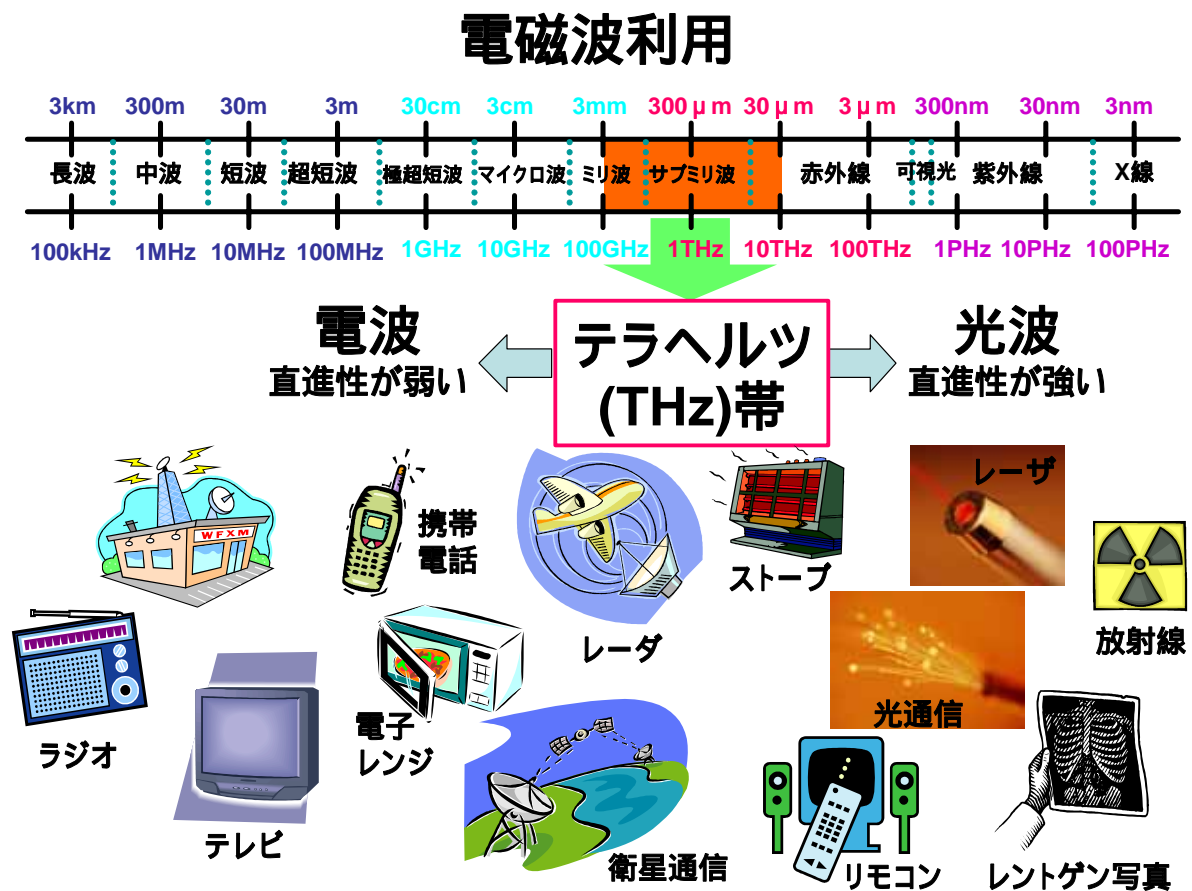 電磁波利用
3km 300m 30m 3m 30cm 3cm 3mm 300μm 30μm 3μm 300nm 30nm 3nm
長波 中波 短波 超短波 極超短波 マイクロ波 ミリ波 サブミリ波 赤外線 可視光 紫外線 X線
100kHz 1MHz 10MHz 100MHz 1GHz 10GHz 100GHz 1THz 10THz 100THz 1PHz 10PHz 100PHz
電波
直進性が弱い
テラヘルツ
(THz)帯
光波
直進性が強い
WFXM
携帯
電話
レーダ
ストーブ
レーザ
放射線
ラジオ
テレビ
電子
レンジ
衛星通信
光通信
リモコン
レントゲン写真